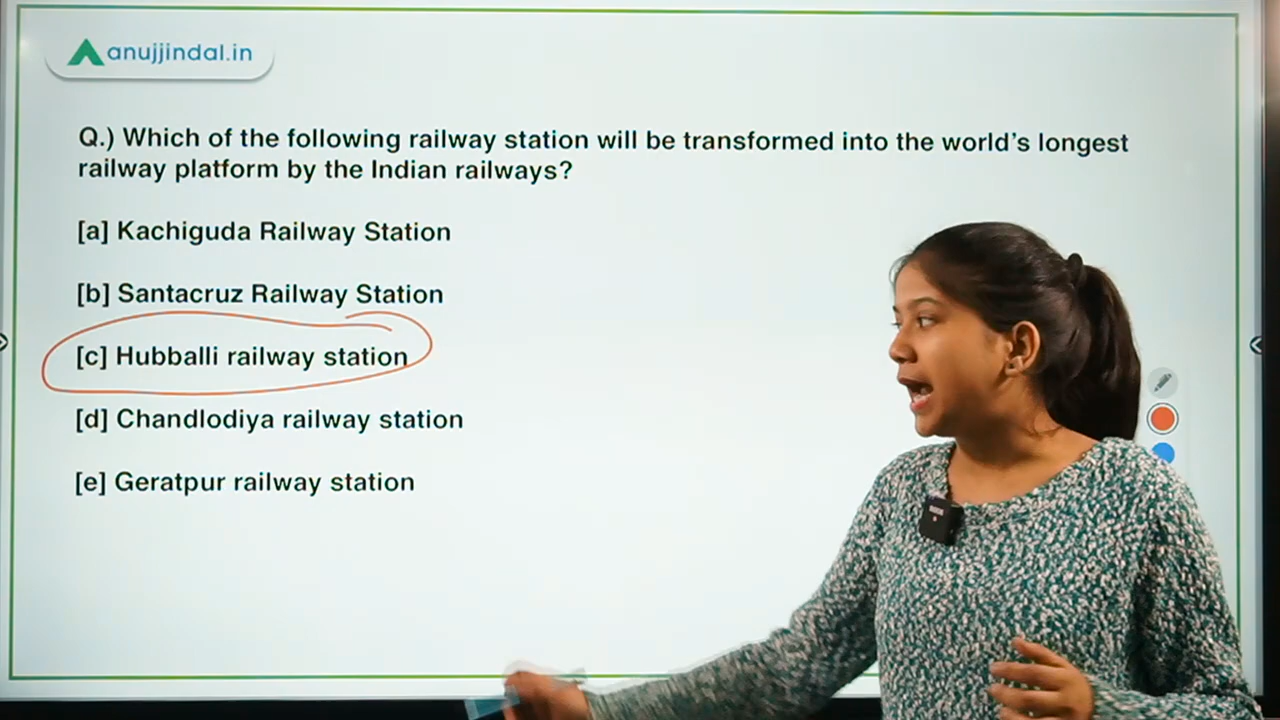 anujjindal.in
Q.) Which of the following railway station will be transformed into the world's longest
railway platform by the Indian railways?
[a] Kachiguda Railway Station
[b] Santacruz Railway Station
[c] Hubballi railway station
[d] Chandlodiya railway station
[e] Geratpur railway station